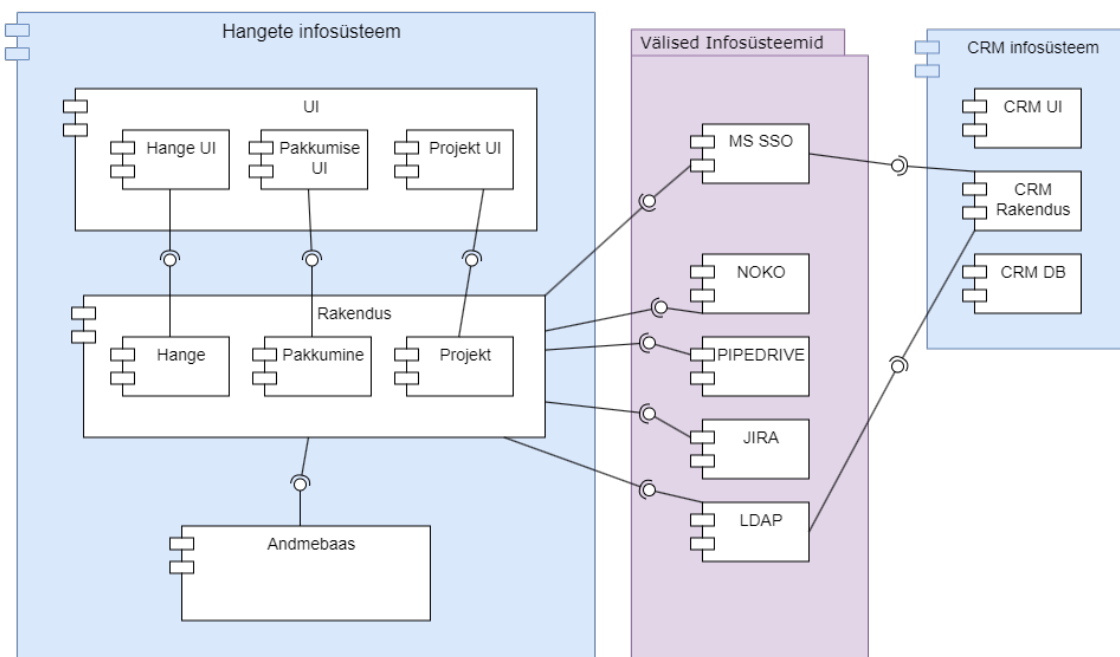 Hangete infosüsteem
UI
Hange UI
Pakkumise
UI
Projekt UI
Rakendus
Hange
Pakkumine
Projekt
Andmebaas
Välised Infosüsteemid
MS SSO
NOKO
PIPEDRIVE
JIRA
LDAP
CRM infosüsteem
CRM UI
CRM
Rakendus
CRM DB